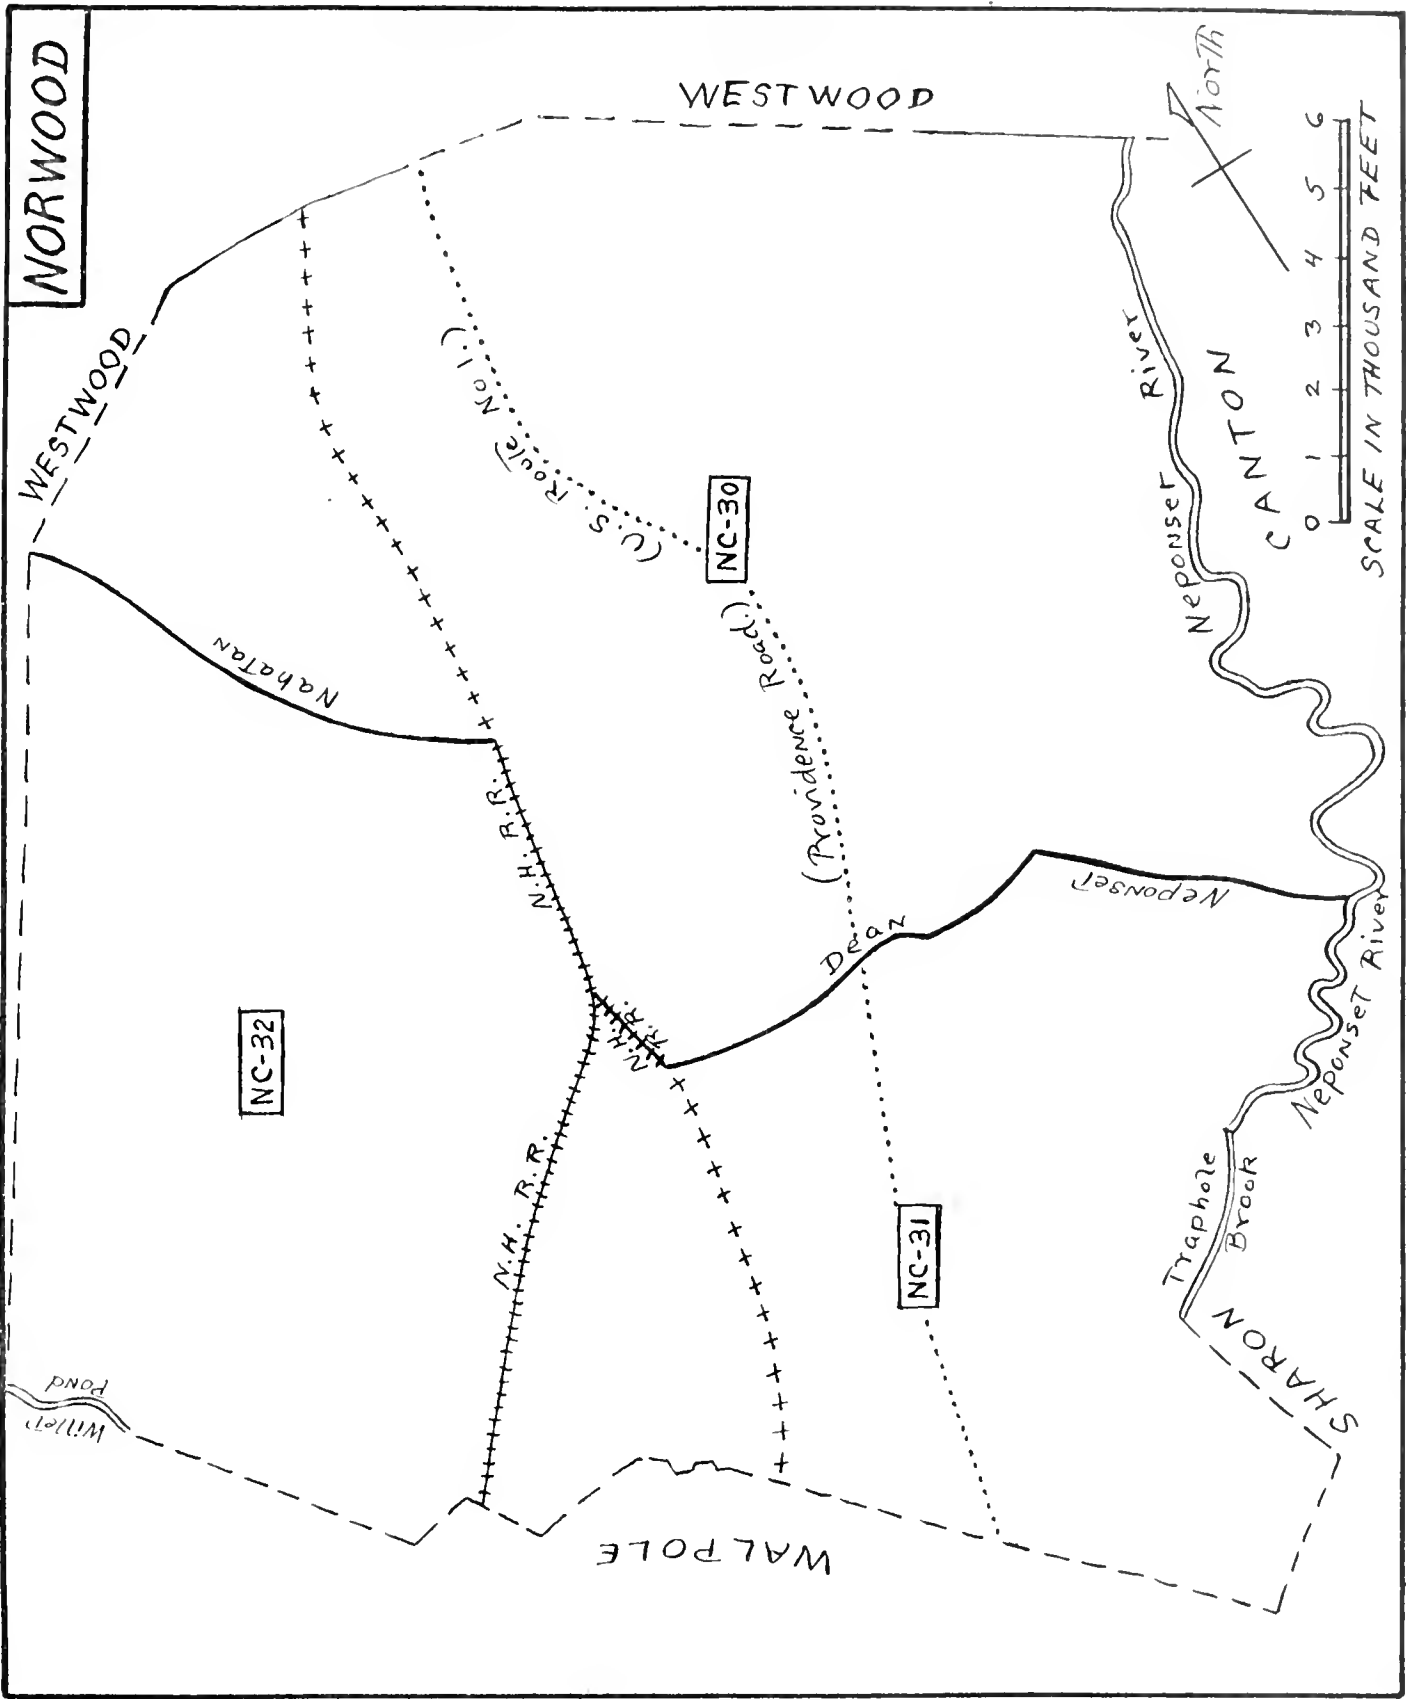 NORWOOD
WESTWOOD
WESTWOOD
North
0 1 2 3 4 5 6
SCALE IN THOUSAND FEET
CANTON
Neponset River
(U.S. Route No 1.)
NC-30
(Providence Road.)
Nahatan
N.H. R.R.
N.H. R.R.
N.H. R.R.
NC-32
Dean
Neponset
Neponset River
NC-31
Traphole
Brook
SHARON
Willet
Pond
WALPOLE